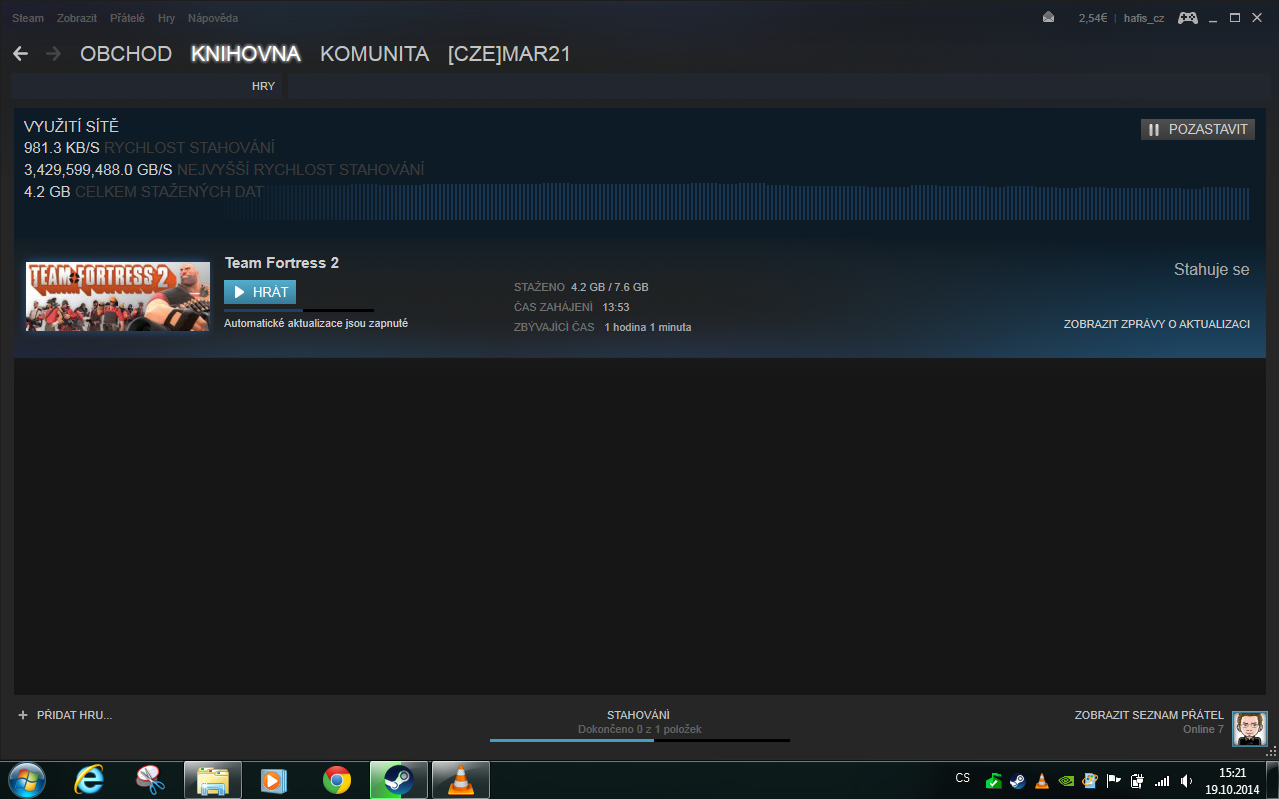 Steam Zobrazit Přátelé Hry Nápověda
2,54€ | hafis_cz
OBCHOD KNIHOVNA KOMUNITA [CZE]MAR21
HRY
VYUŽITÍ SÍTĚ
POZASTAVIT
981.3 KB/S RYCHLOST STAHOVÁNÍ
3,429,599,488.0 GB/S NEJVYŠŠÍ RYCHLOST STAHOVÁNÍ
4.2 GB CELKEM STAŽENÝCH DAT
TEAM FORTRESS 2
Team Fortress 2
Stahuje se
HRÁT
STAŽENO 4.2 GB / 7.6 GB
ČAS ZAHÁJENÍ 13:53
Automatické aktualizace jsou zapnuté
ZBÝVAJÍCÍ ČAS 1 hodina 1 minuta
ZOBRAZIT ZPRÁVY O AKTUALIZACI
+ PŘIDAT HRU...
STAHOVÁNÍ
Dokončeno 0 z 1 položek
ZOBRAZIT SEZNAM PŘÁTEL
Online 7
CS
15:21
19.10.2014